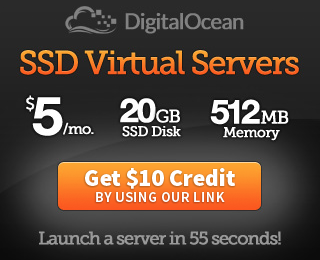 DigitalOcean
SSD Virtual Servers
$5/mo. 20GB SSD Disk 512MB Memory
Get $10 Credit
BY USING OUR LINK
Launch a server in 55 seconds!